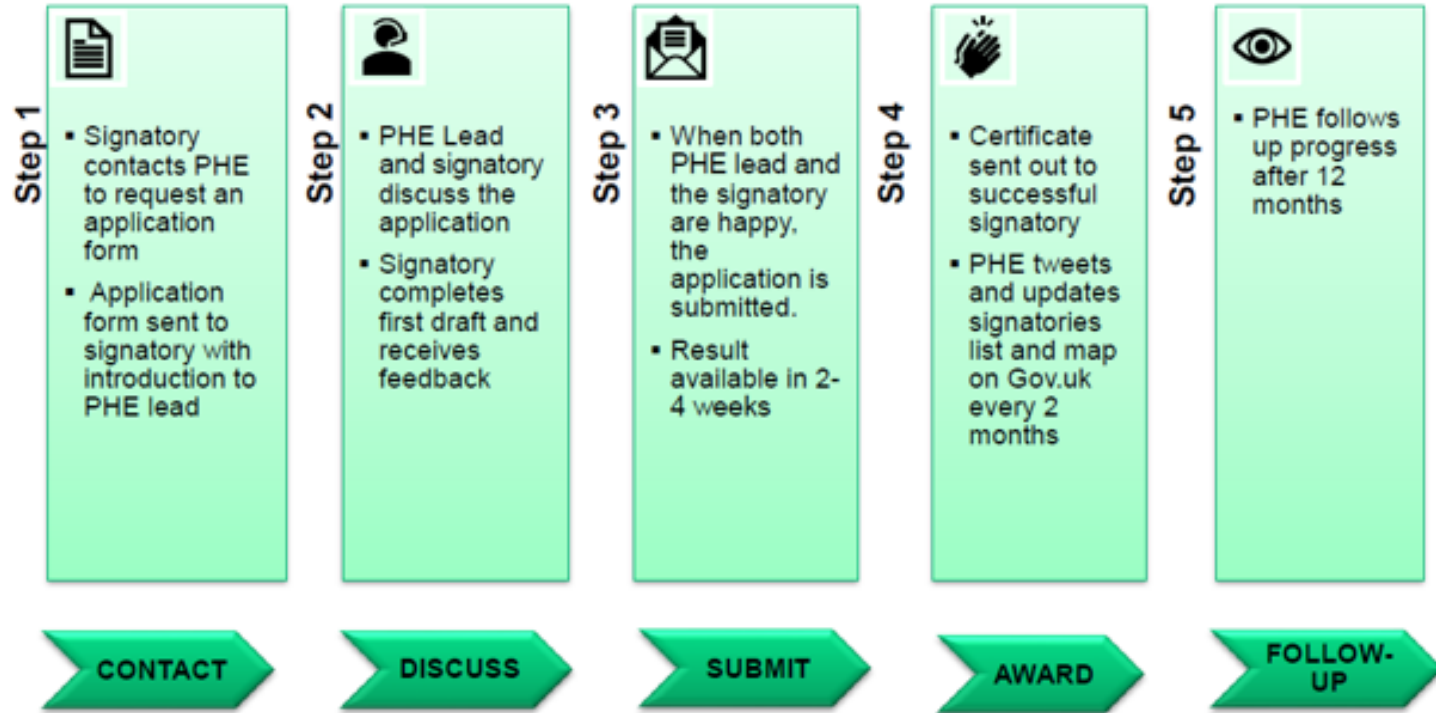 Step 1
▪ Signatory
contacts PHE
to request an
application
form
▪ Application
form sent to
signatory with
introduction to
PHE lead
Step 2
▪ PHE Lead
and signatory
discuss the
application
▪ Signatory
completes
first draft and
receives
feedback
Step 3
▪ When both
PHE lead and
the signatory
are happy,
the
application is
submitted.
▪ Result
available in 2-
4 weeks
Step 4
▪ Certificate
sent out to
successful
signatory
▪ PHE tweets
and updates
signatories
list and map
on Gov.uk
every 2
months
Step 5
▪ PHE follows
up progress
after 12
months
CONTACT
DISCUSS
SUBMIT
AWARD
FOLLOW-
UP